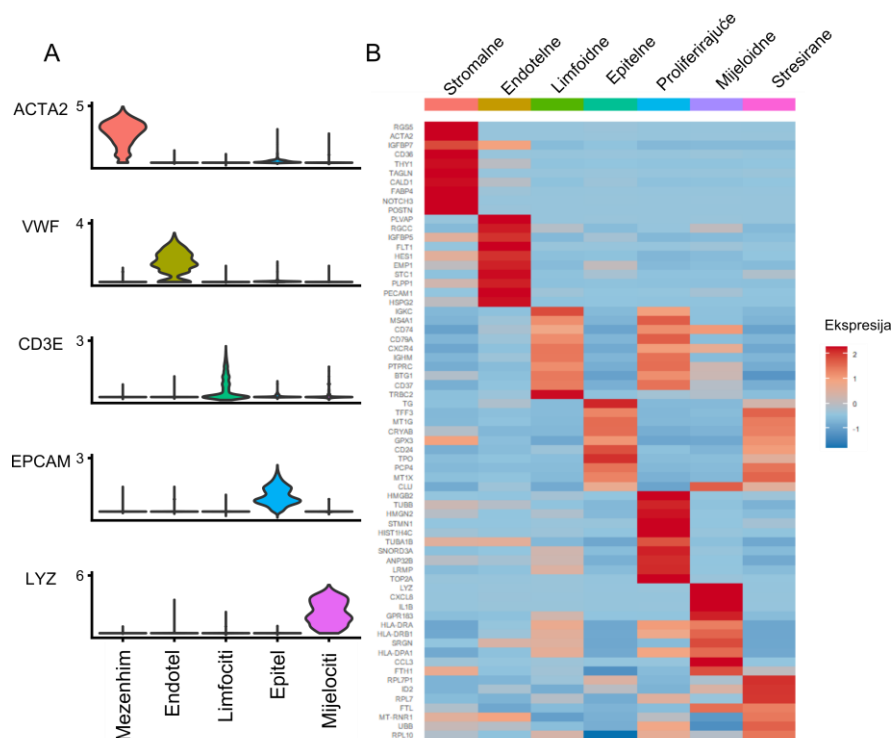 A
ACTA2
5
VWF
4
CD3E
3
EPCAM
3
LYZ
6
Mezenhim
Endotel
Limfociti
Epitel
Mijelociti
B
Stromalne
Endotelne
Limfoidne
Epitelne
Proliferirajuće
Mijeloidne
Stresirane
RGS5
ACTA2
IGFBP7
CD36
THY1
TAGLN
CALD1
FABP4
NOTCH3
POSTN
PLVAP
RGCC
IGFBP5
FLT1
HES1
EMP1
STC1
PLPP1
PECAM1
HSPG2
IGKC
MS4A1
CD74
CD79A
CXCR4
IGHM
PTPRC
STG1
CD37
TRBC2
TG
TFF3
MT1G
CRYAB
GPX3
CD24
TPO
PCP4
MT1X
CLU
HMGB2
TUBB
HMGN2
STMN1
HIST1H4C
TUBA1B
SNORD3A
ANP32B
LRMP
TOP2A
LYZ
CXCL8
IL1B
GPR183
HLA-DRA
HLA-DRB1
SRGN
HLA-DPA1
CCL3
FTH1
RPL7P1
ID2
RPL7
FTL
MT-RNR1
UBB
RPL10
Ekspresija
2
1
0
-1